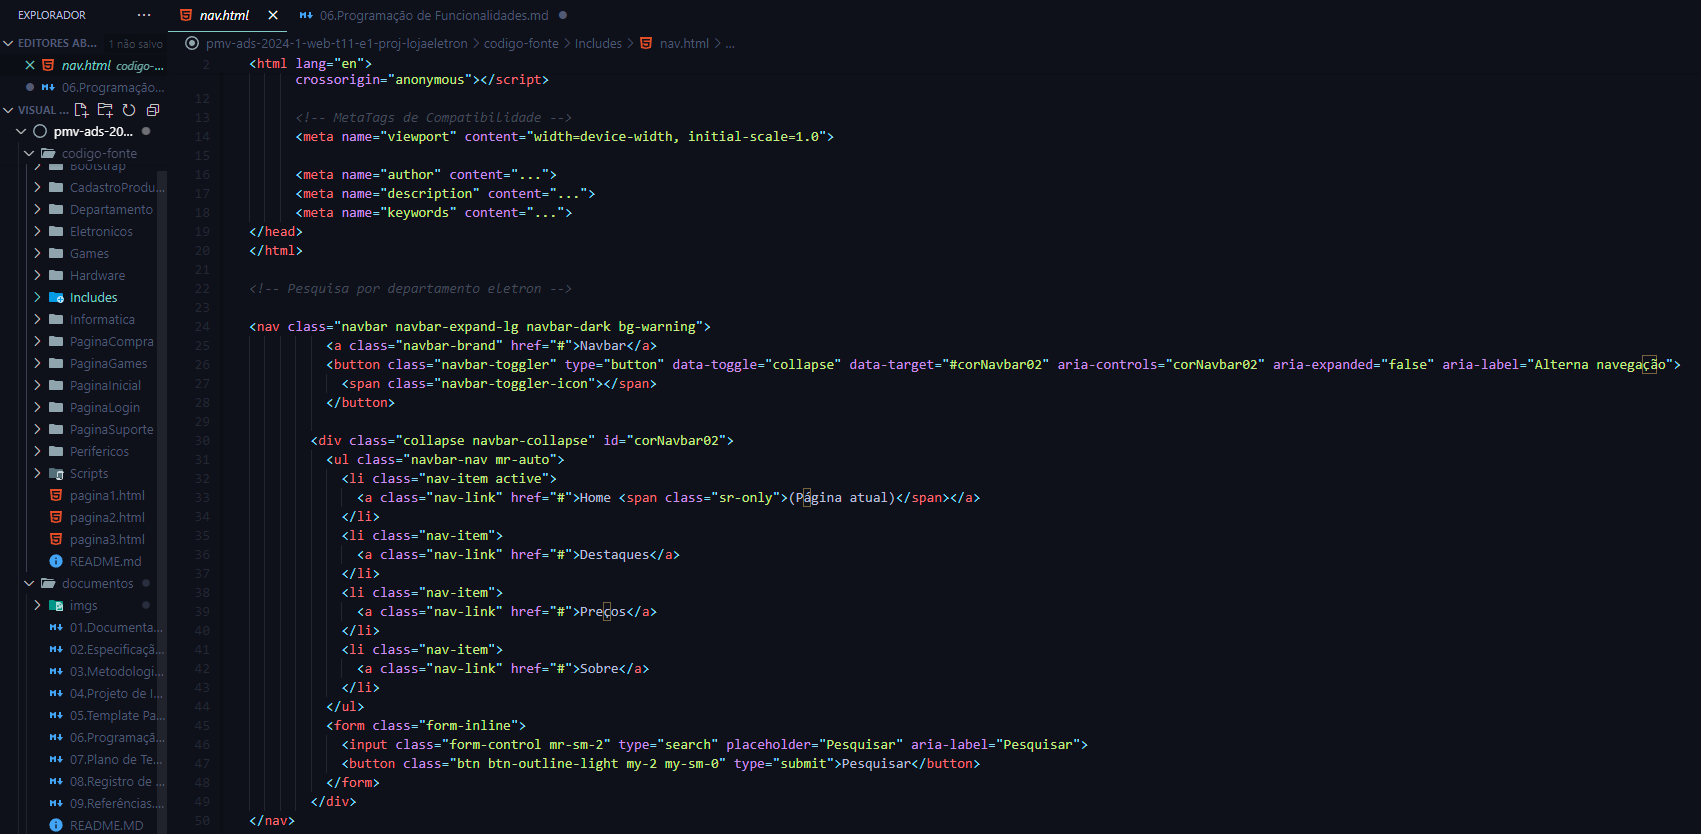 EXPLORADOR ···
nav.html
06.Programação de Funcionalidades.md
EDITORES AB... 1 não salvo
nav.html codigo-...
06.Programação...
VISUAL ...
pmv-ads-20...
codigo-fonte
Bootstrap
CadastroProdu...
Departamento
Eletronicos
Games
Hardware
Includes
Informatica
PaginaCompra
PaginaGames
PaginaInicial
PaginaLogin
PaginaSuporte
Perifericos
Scripts
pagina1.html
pagina2.html
pagina3.html
README.md
documentos
imgs
01.Documenta...
02.Especificaçã...
03.Metodologi...
04.Projeto de I...
05.Template Pa...
06.Programaçã...
07.Plano de Te...
08.Registro de ...
09.Referências....
README.MD
pmv-ads-2024-1-web-t11-e1-proj-lojaeletron > codigo-fonte > Includes > nav.html > ...
2 <html lang="en">
crossorigin="anonymous"></script>
12
13 <!-- MetaTags de Compatibilidade -->
14 <meta name="viewport" content="width=device-width, initial-scale=1.0">
15
16 <meta name="author" content="...">
17 <meta name="description" content="...">
18 <meta name="keywords" content="...">
19 </head>
20 </html>
21
22 <!-- Pesquisa por departamento eletron -->
23
24 <nav class="navbar navbar-expand-lg navbar-dark bg-warning">
25 <a class="navbar-brand" href="#">Navbar</a>
26 <button class="navbar-toggler" type="button" data-toggle="collapse" data-target="#corNavbar02" aria-controls="corNavbar02" aria-expanded="false" aria-label="Alterna navegação">
27 <span class="navbar-toggler-icon"></span>
28 </button>
29
30 <div class="collapse navbar-collapse" id="corNavbar02">
31 <ul class="navbar-nav mr-auto">
32 <li class="nav-item active">
33 <a class="nav-link" href="#">Home <span class="sr-only">(Página atual)</span></a>
34 </li>
35 <li class="nav-item">
36 <a class="nav-link" href="#">Destaques</a>
37 </li>
38 <li class="nav-item">
39 <a class="nav-link" href="#">Preços</a>
40 </li>
41 <li class="nav-item">
42 <a class="nav-link" href="#">Sobre</a>
43 </li>
44 </ul>
45 <form class="form-inline">
46 <input class="form-control mr-sm-2" type="search" placeholder="Pesquisar" aria-label="Pesquisar">
47 <button class="btn btn-outline-light my-2 my-sm-0" type="submit">Pesquisar</button>
48 </form>
49 </div>
50 </nav>